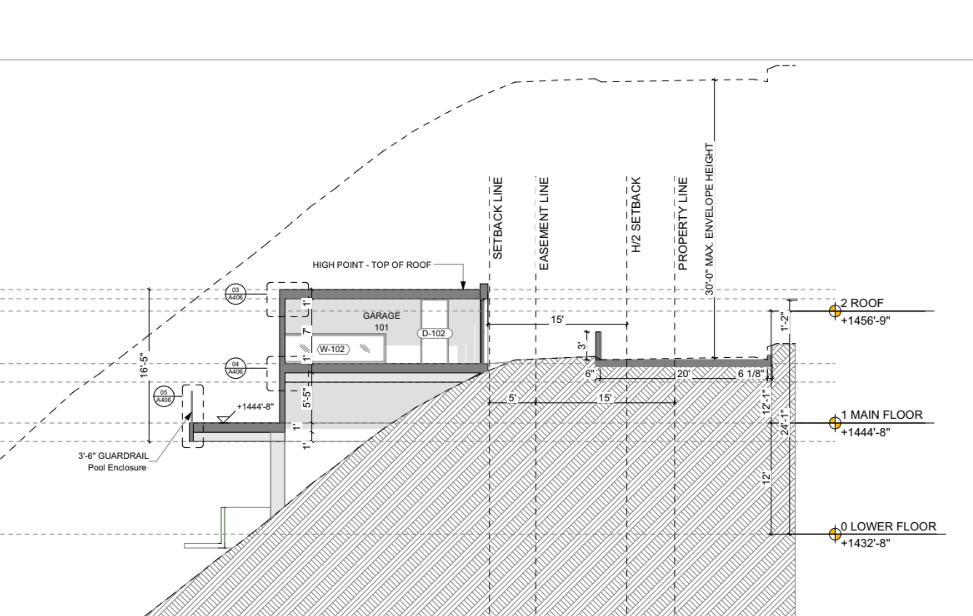 30'-0" MAX. ENVELOPE HEIGHT
SETBACK LINE
EASEMENT LINE
H/2 SETBACK
PROPERTY LINE
HIGH POINT - TOP OF ROOF
03
A406
1'
GARAGE
101
D-102
W-102
7'
1'
04
A406
16'-5"
15'
3'
6"
20'
6 1/8"
5'
15'
1'-2"
2 ROOF
+1456'-9"
05
A406
+1444'-8"
5'-5"
1'
1'
3'-6" GUARDRAIL
Pool Enclosure
12'-1"
24'-1"
1 MAIN FLOOR
+1444'-8"
12'
0 LOWER FLOOR
+1432'-8"